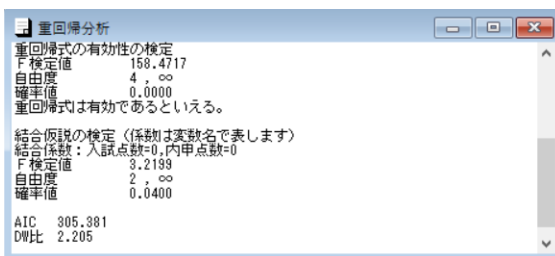 重回帰分析
重回帰式の有効性の検定
F検定値 158.4717
自由度 4 , ∞
確率値 0.0000
重回帰式は有効であるといえる。
結合仮説の検定（係数は変数名で表します）
結合係数：入試点数=0,内申点数=0
F検定値 3.2199
自由度 2 , ∞
確率値 0.0400
AIC 305.381
DW比 2.205